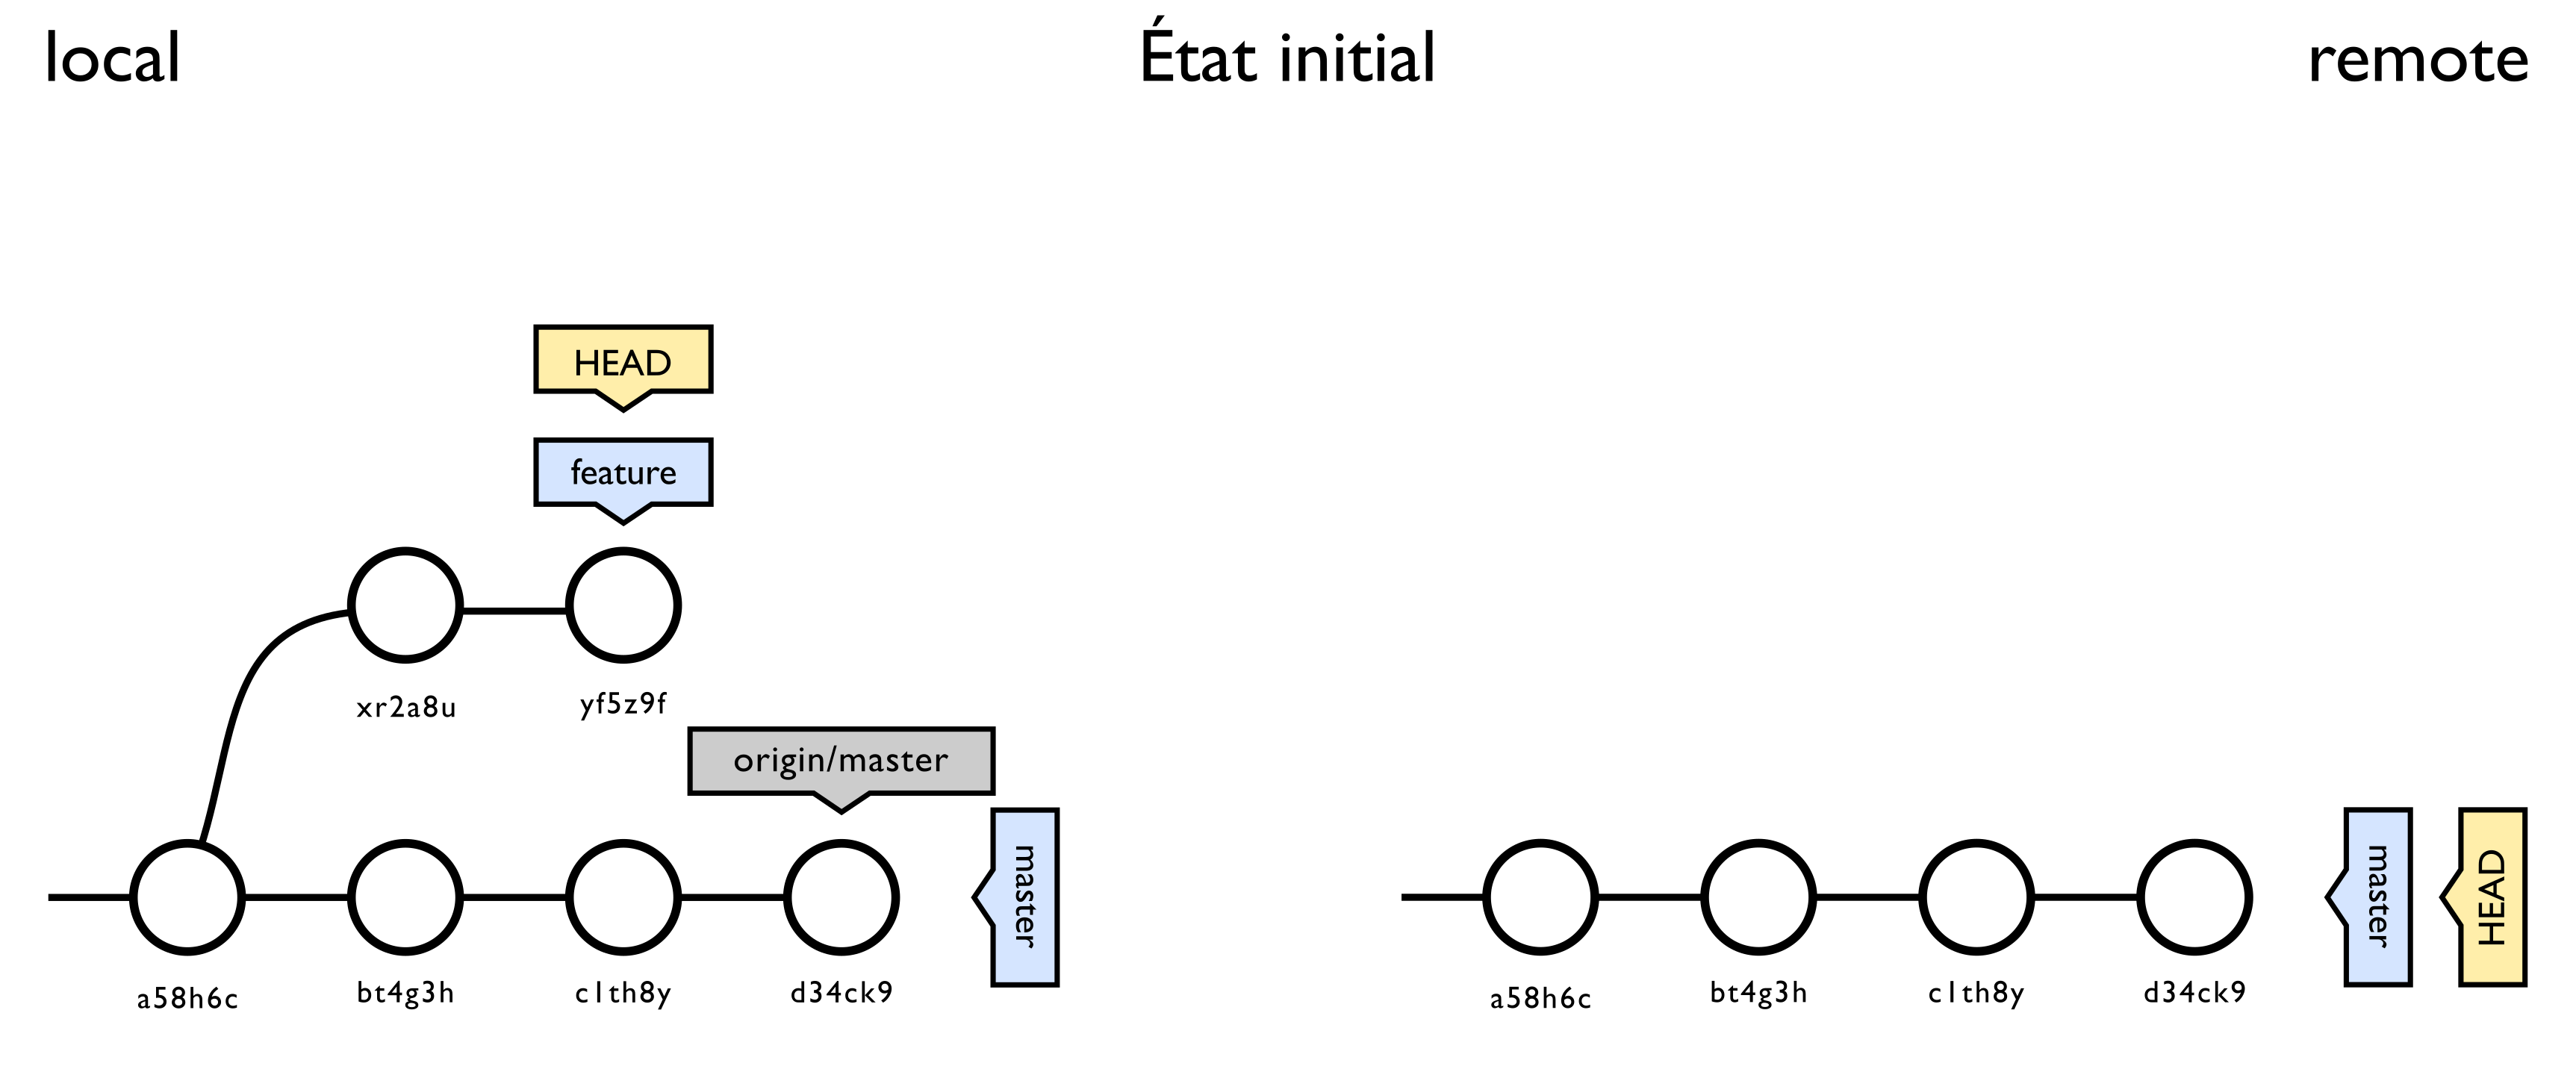 local
État initial
remote
HEAD
feature
xr2a8u
yf5z9f
origin/master
master
a58h6c
bt4g3h
c1th8y
d34ck9
master
HEAD
a58h6c
bt4g3h
c1th8y
d34ck9